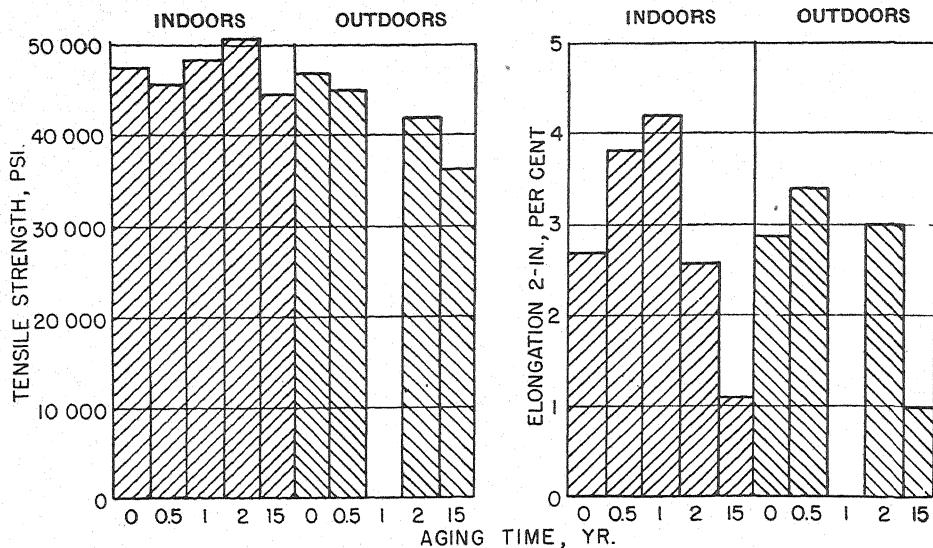 INDOORS OUTDOORS
TENSILE STRENGTH, PSI.
50 000
40 000
30 000
20 000
10 000
0
0 0.5 1 2 15 0 0.5 1 2 15
INDOORS OUTDOORS
ELONGATION 2-IN., PER CENT
5
4
3
2
1
0
0 0.5 1 2 15 0 0.5 1 2 15
AGING TIME, YR.